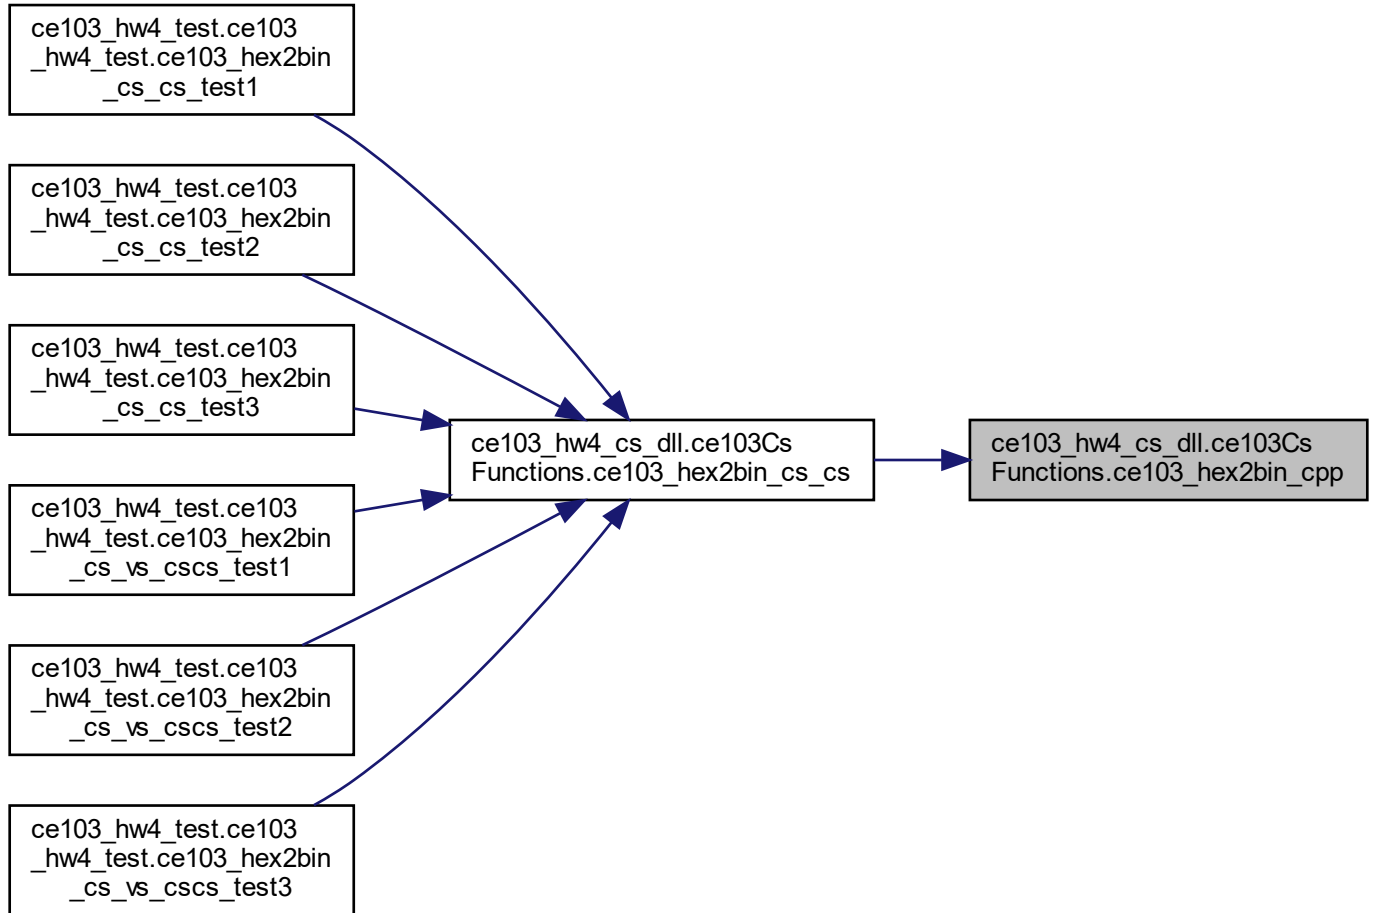 ce103_hw4_test.ce103
_hw4_test.ce103_hex2bin
_cs_cs_test1
ce103_hw4_test.ce103
_hw4_test.ce103_hex2bin
_cs_cs_test2
ce103_hw4_test.ce103
_hw4_test.ce103_hex2bin
_cs_cs_test3
ce103_hw4_test.ce103
_hw4_test.ce103_hex2bin
_cs_vs_cscs_test1
ce103_hw4_test.ce103
_hw4_test.ce103_hex2bin
_cs_vs_cscs_test2
ce103_hw4_test.ce103
_hw4_test.ce103_hex2bin
_cs_vs_cscs_test3
ce103_hw4_cs_dll.ce103Cs
Functions.ce103_hex2bin_cs_cs
ce103_hw4_cs_dll.ce103Cs
Functions.ce103_hex2bin_cpp